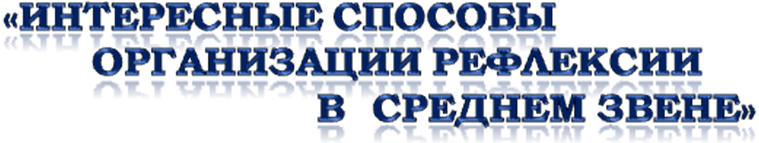 «ИНТЕРЕСНЫЕ СПОСОБЫ
ОРГАНИЗАЦИИ РЕФЛЕКСИИ
В СРЕДНЕМ ЗВЕНЕ»